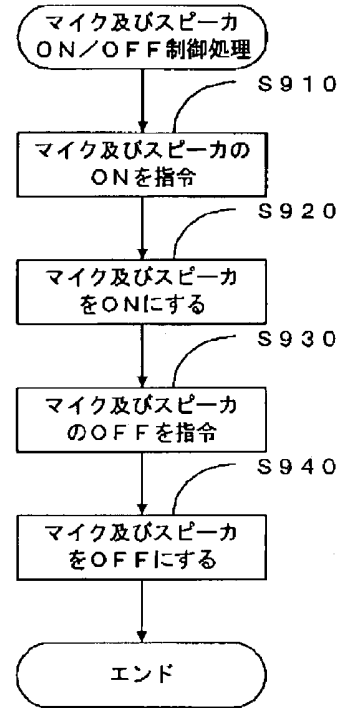 マイク及びスピーカ
ON／OFF制御処理
S910
マイク及びスピーカの
ONを指令
S920
マイク及びスピーカ
をONにする
S930
マイク及びスピーカ
のOFFを指令
S940
マイク及びスピーカ
をOFFにする
エンド